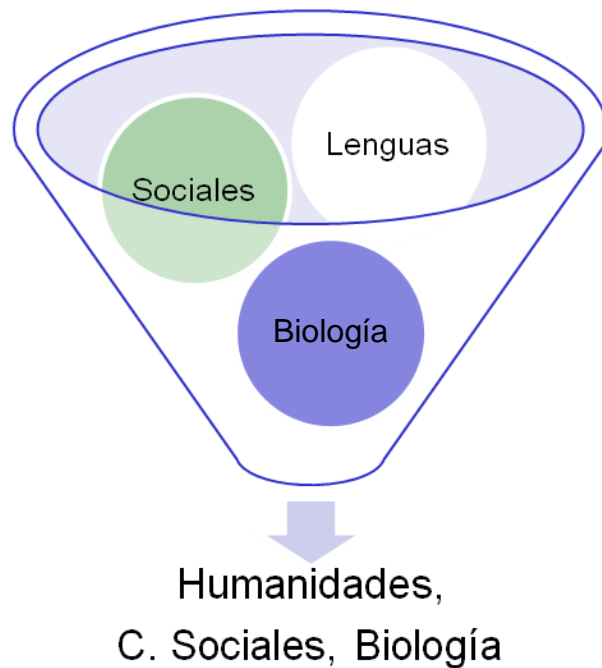 Lenguas
Sociales
Biología
Humanidades,
C. Sociales, Biología